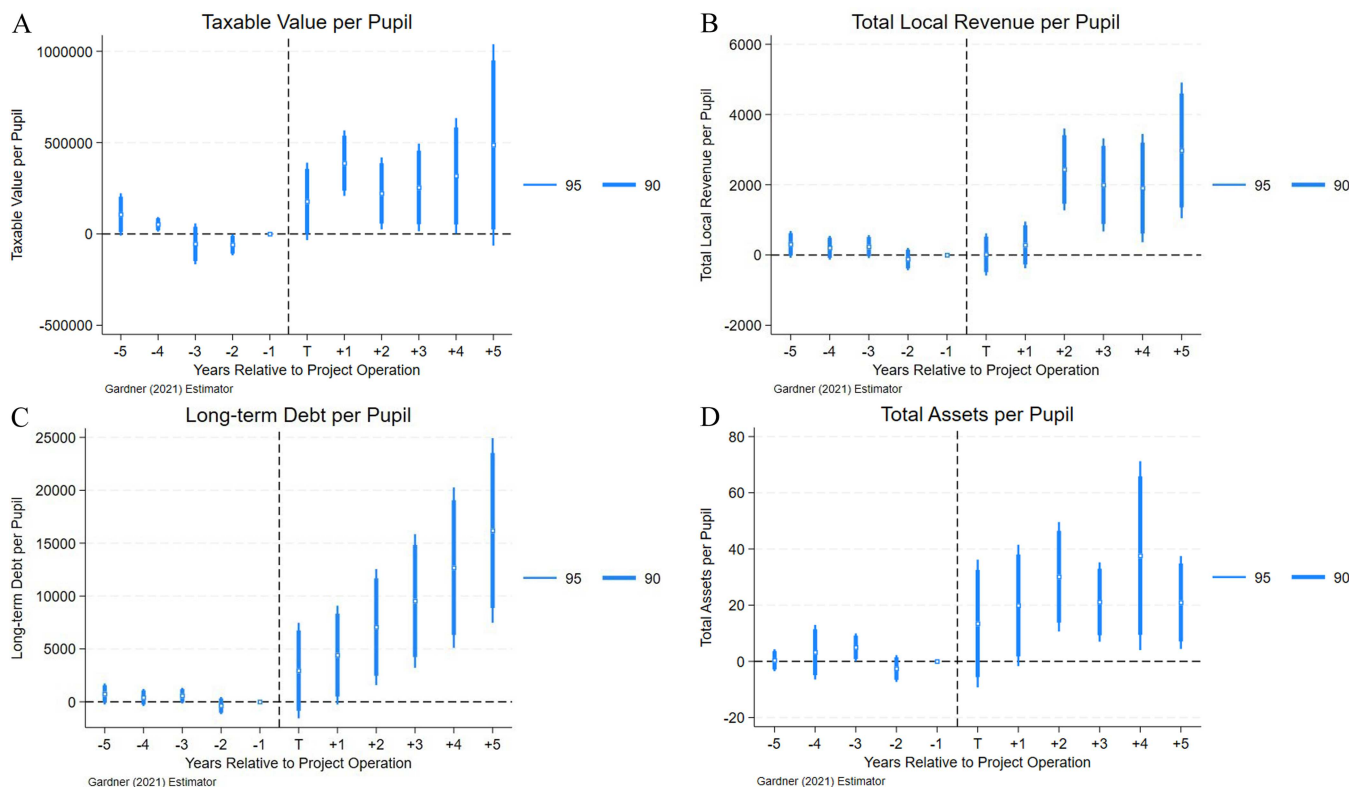 A
Taxable Value per Pupil
Taxable Value per Pupil
1000000
500000
0
-500000
-5 -4 -3 -2 -1 T +1 +2 +3 +4 +5
Years Relative to Project Operation
Gardner (2021) Estimator
95 90
B
Total Local Revenue per Pupil
Total Local Revenue per Pupil
6000
4000
2000
0
-2000
-5 -4 -3 -2 -1 T +1 +2 +3 +4 +5
Years Relative to Project Operation
Gardner (2021) Estimator
95 90
C
Long-term Debt per Pupil
Long-term Debt per Pupil
25000
20000
15000
10000
5000
0
-5 -4 -3 -2 -1 T +1 +2 +3 +4 +5
Years Relative to Project Operation
Gardner (2021) Estimator
95 90
D
Total Assets per Pupil
Total Assets per Pupil
80
60
40
20
0
-20
-5 -4 -3 -2 -1 T +1 +2 +3 +4 +5
Years Relative to Project Operation
Gardner (2021) Estimator
95 90